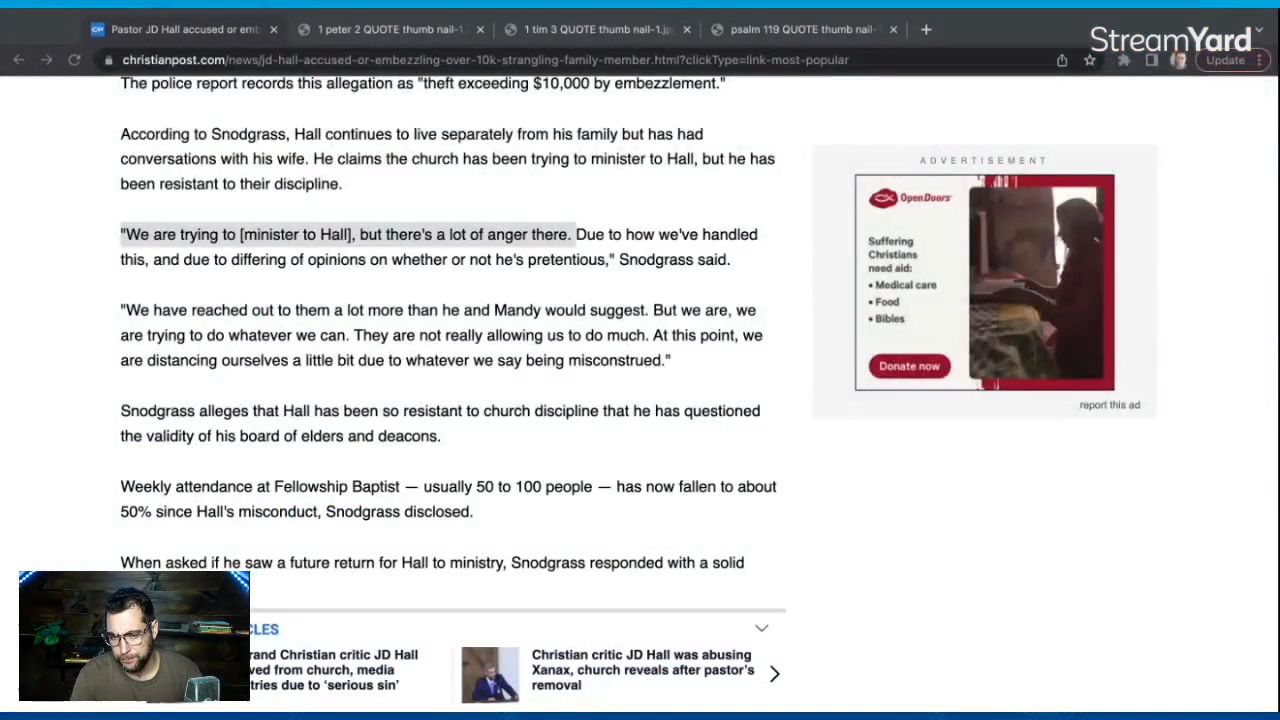 Pastor JD Hall accused or emb
1 peter 2 QUOTE thumb nail-1.
1 tim 3 QUOTE thumb nail-1.jp
psalm 119 QUOTE thumb nail-
StreamYard
christianpost.com/news/jd-hall-accused-or-embezzling-over-10k-strangling-family-member.html?clickType=link-most-popular
Update
The police report records this allegation as "theft exceeding $10,000 by embezzlement."
According to Snodgrass, Hall continues to live separately from his family but has had
conversations with his wife. He claims the church has been trying to minister to Hall, but he has
been resistant to their discipline.
"We are trying to [minister to Hall], but there's a lot of anger there. Due to how we've handled
this, and due to differing of opinions on whether or not he's pretentious," Snodgrass said.
"We have reached out to them a lot more than he and Mandy would suggest. But we are, we
are trying to do whatever we can. They are not really allowing us to do much. At this point, we
are distancing ourselves a little bit due to whatever we say being misconstrued."
Snodgrass alleges that Hall has been so resistant to church discipline that he has questioned
the validity of his board of elders and deacons.
Weekly attendance at Fellowship Baptist — usually 50 to 100 people — has now fallen to about
50% since Hall's misconduct, Snodgrass disclosed.
When asked if he saw a future return for Hall to ministry, Snodgrass responded with a solid
ADVERTISEMENT
OpenDoors
Suffering
Christians
need aid:
• Medical care
• Food
• Bibles
Donate now
report this ad
CLES
rand Christian critic JD Hall
ved from church, media
tries due to 'serious sin'
Christian critic JD Hall was abusing
Xanax, church reveals after pastor's
removal